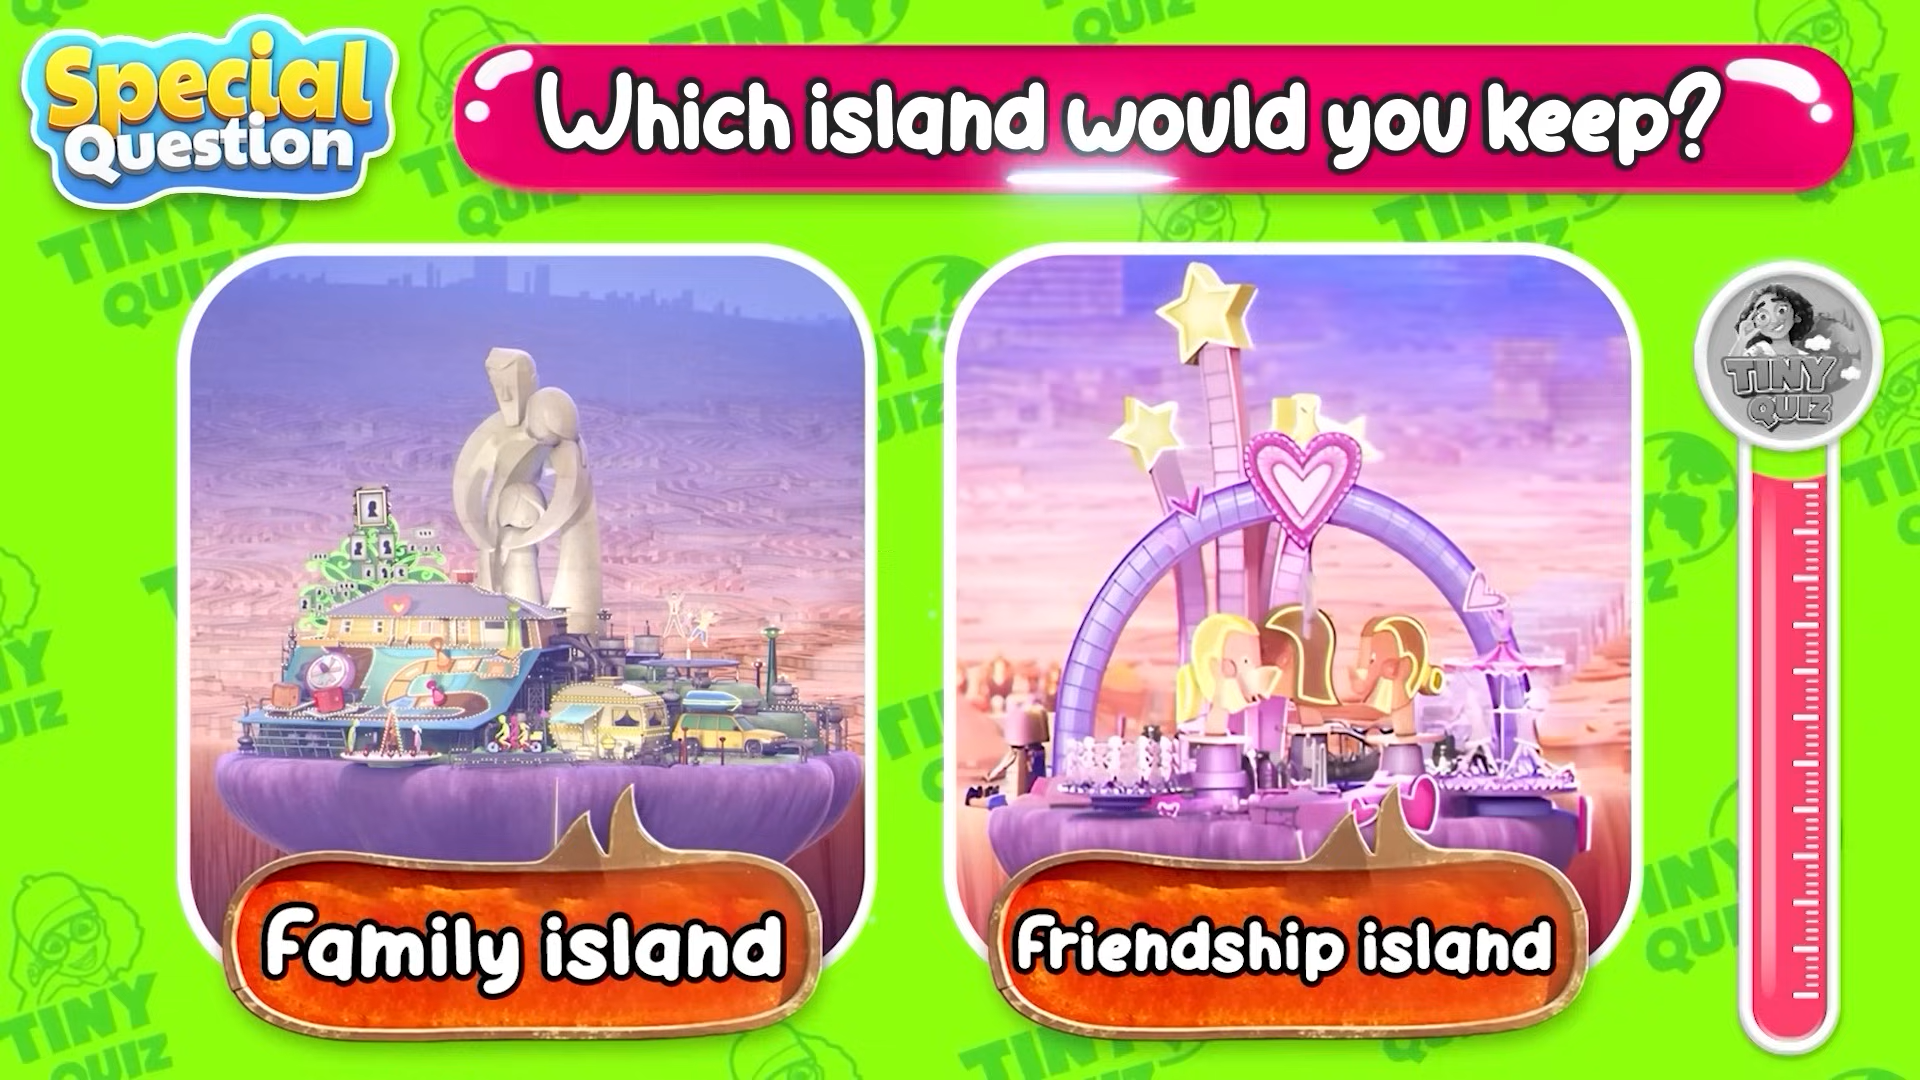 Special
Question
Which island would you keep?
TINY
QUIZ
Family island
Friendship island